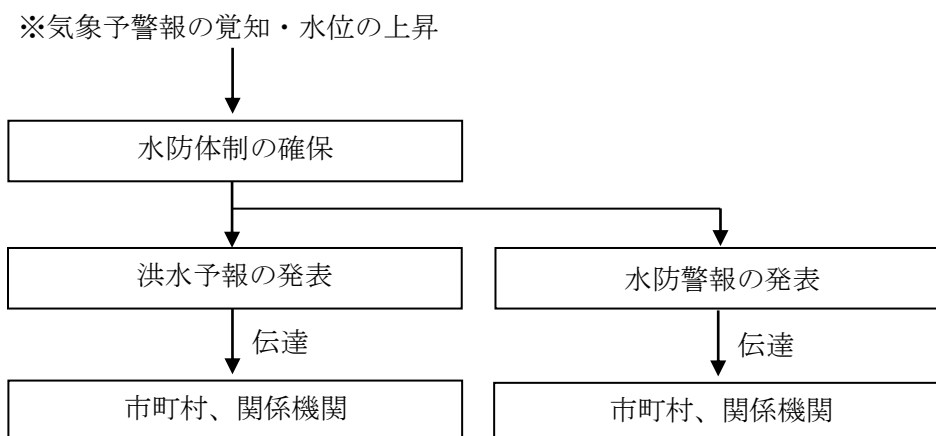 ※気象予警報の覚知・水位の上昇
水防体制の確保
洪水予報の発表
水防警報の発表
伝達
伝達
市町村、関係機関
市町村、関係機関